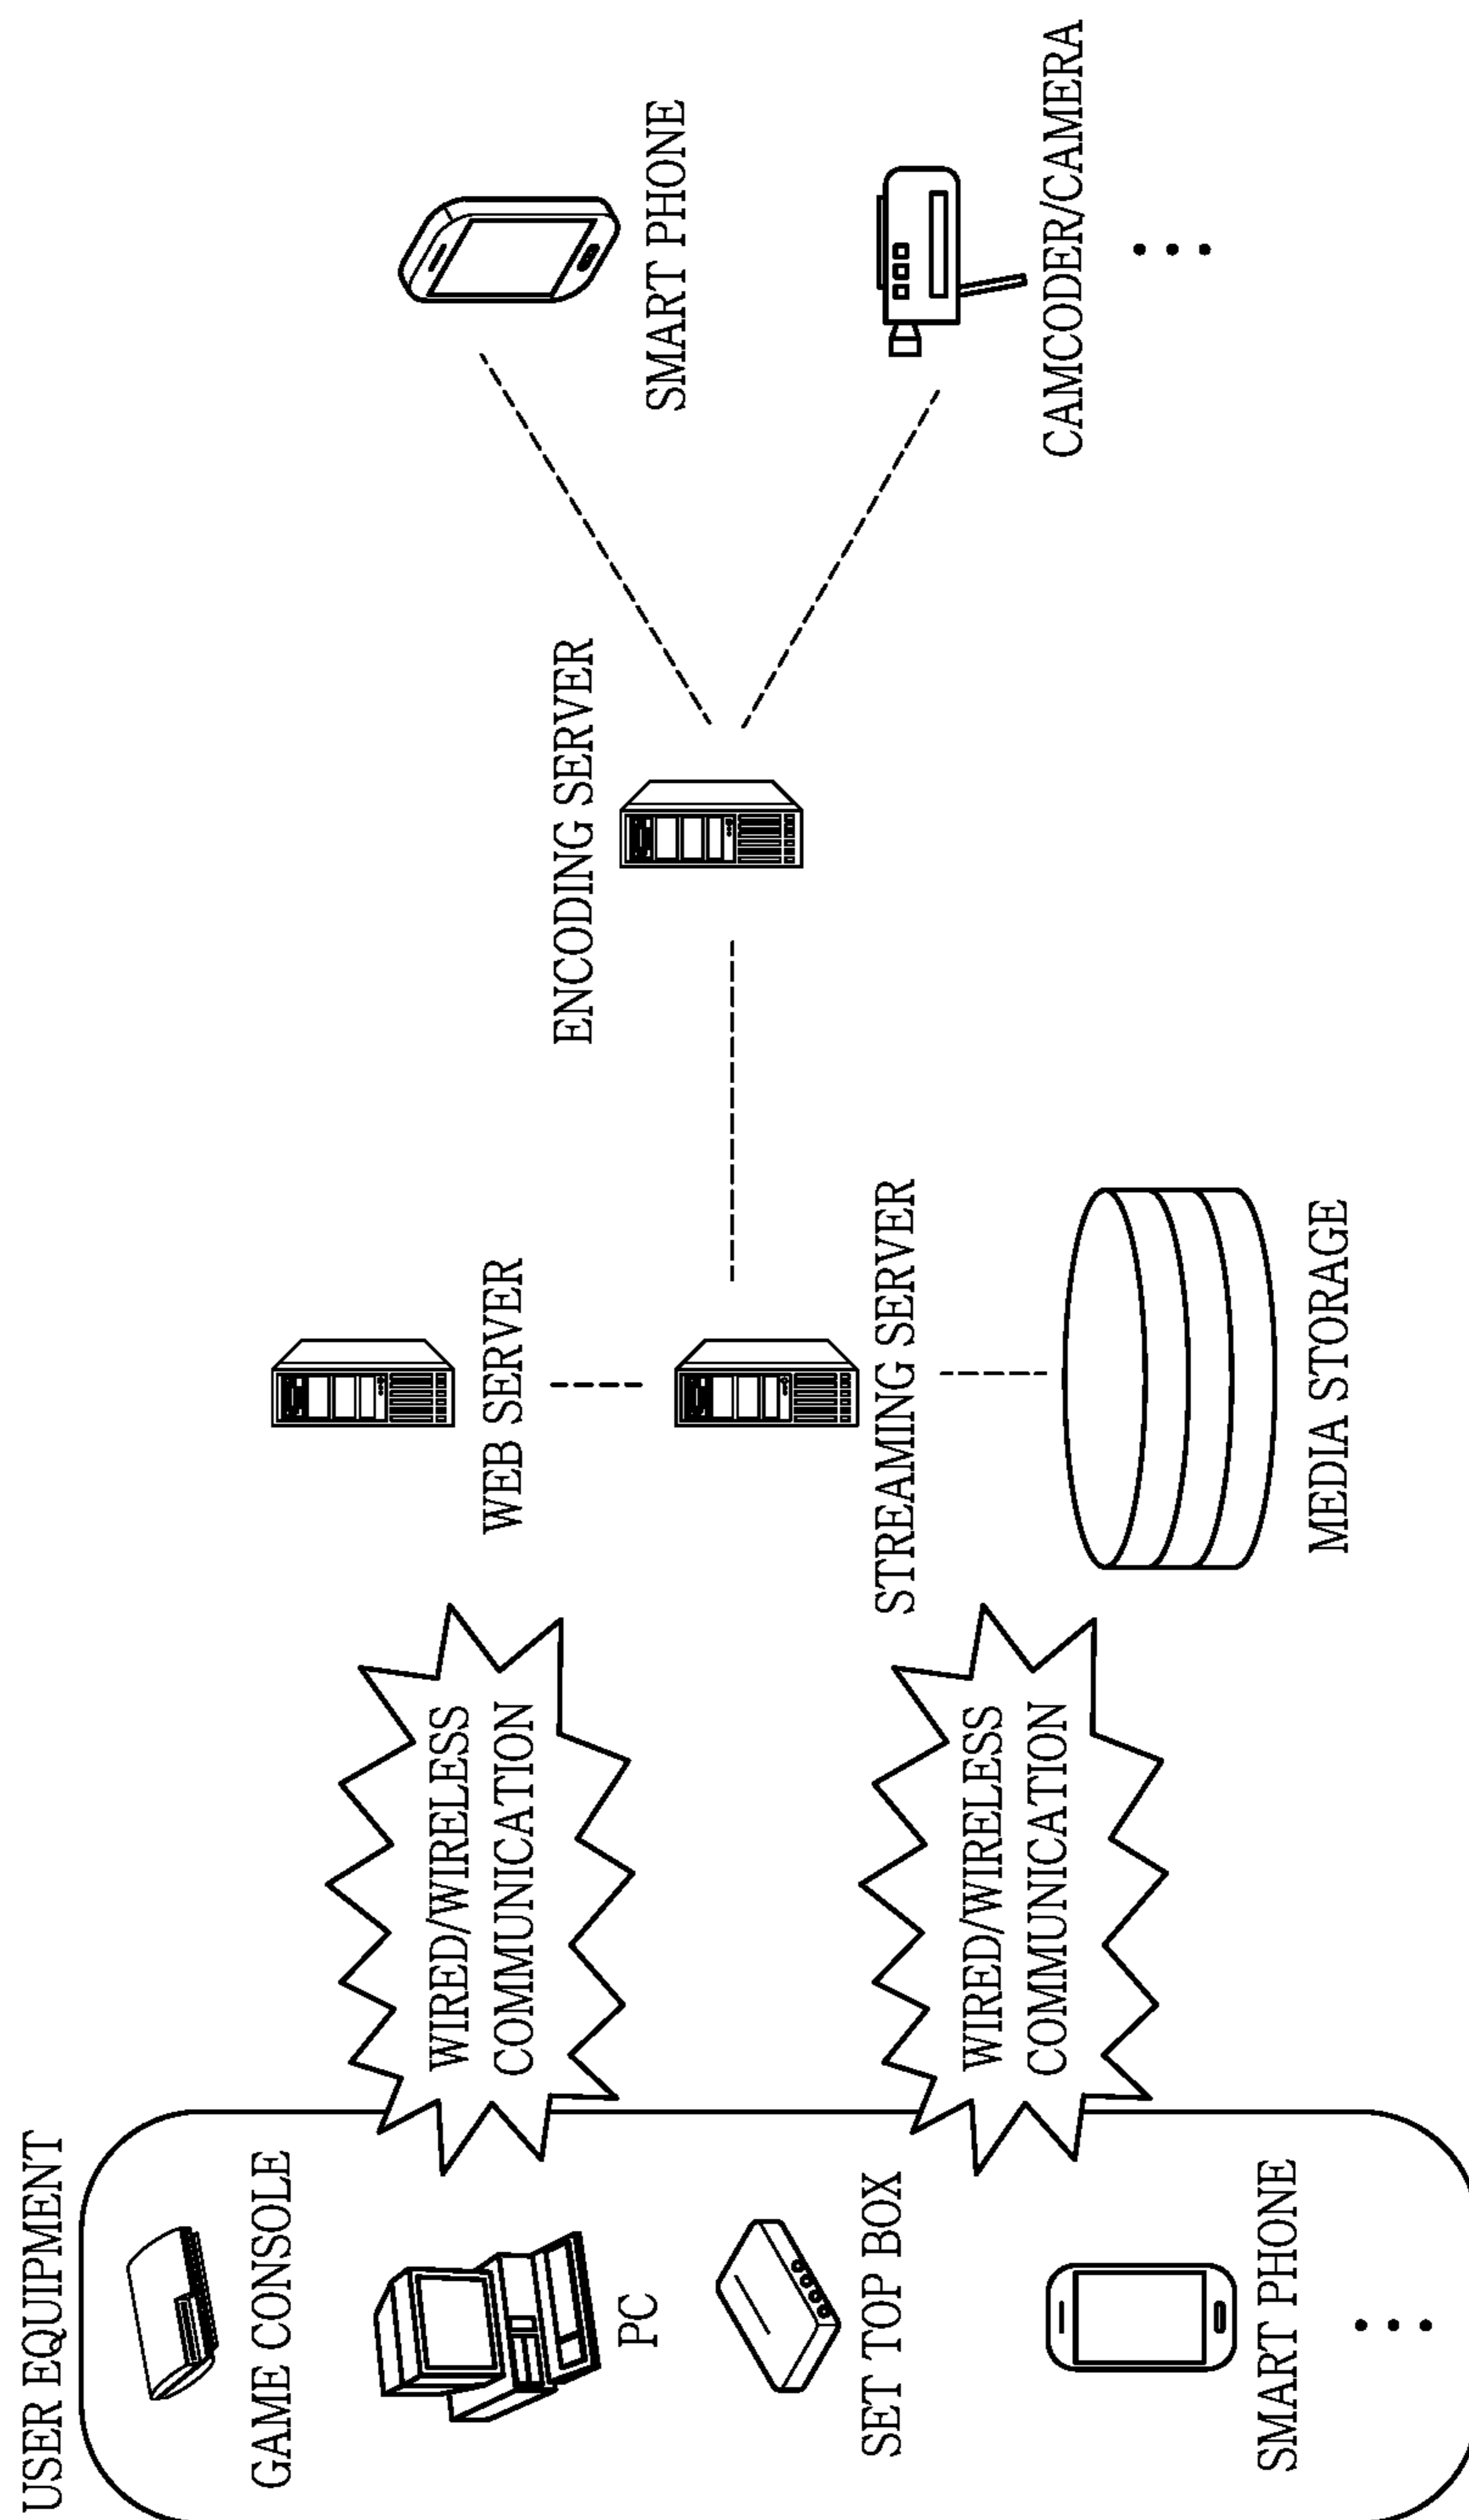 USER EQUIPMENT
GAME CONSOLE
PC
SET TOP BOX
SMART PHONE
WIRED/WIRELESS
COMMUNICATION
WIRED/WIRELESS
COMMUNICATION
WEB SERVER
STREAMING SERVER
MEDIA STORAGE
ENCODING SERVER
SMART PHONE
CAMCODER/CAMERA